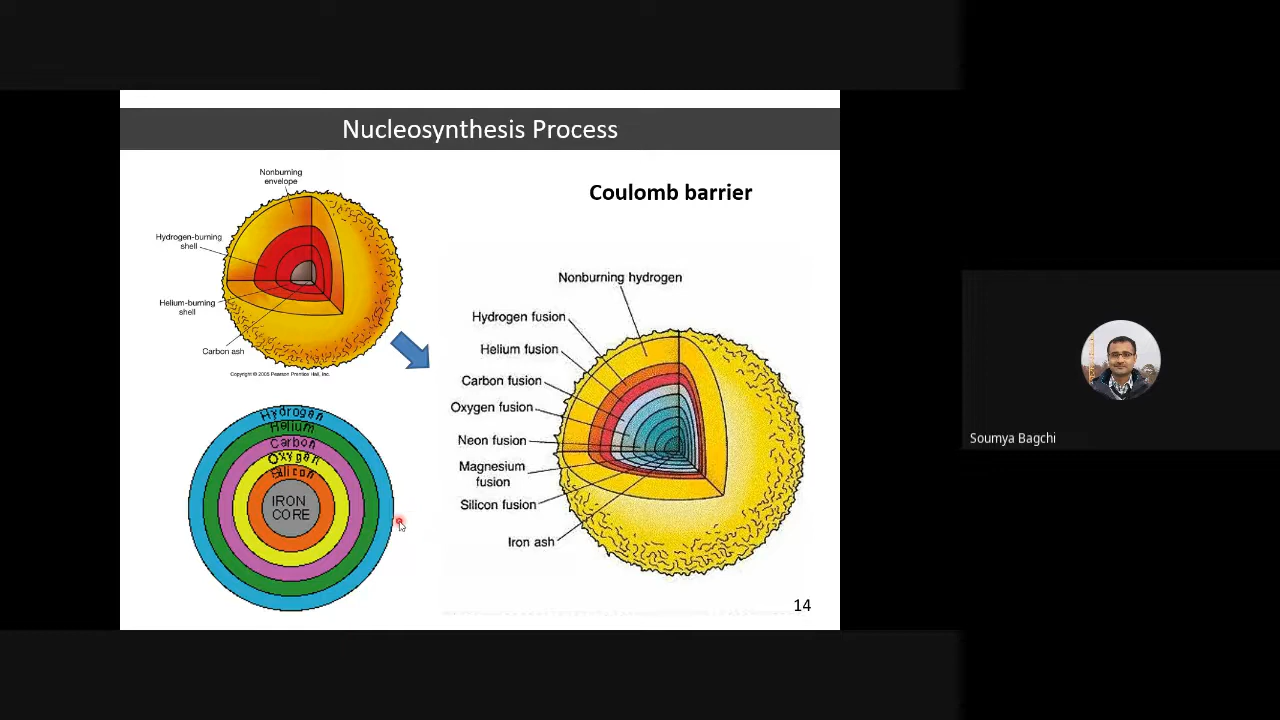 Nucleosynthesis Process
Nonburning
envelope
Hydrogen-burning
shell
Helium-burning
shell
Carbon ash
Copyright © 2005 Pearson Prentice Hall, Inc.
Coulomb barrier
Nonburning hydrogen
Hydrogen fusion
Helium fusion
Carbon fusion
Oxygen fusion
Neon fusion
Magnesium
fusion
Silicon fusion
Iron ash
Hydrogen
Helium
Carbon
Oxygen
Silicon
IRON
CORE
14
Soumya Bagchi